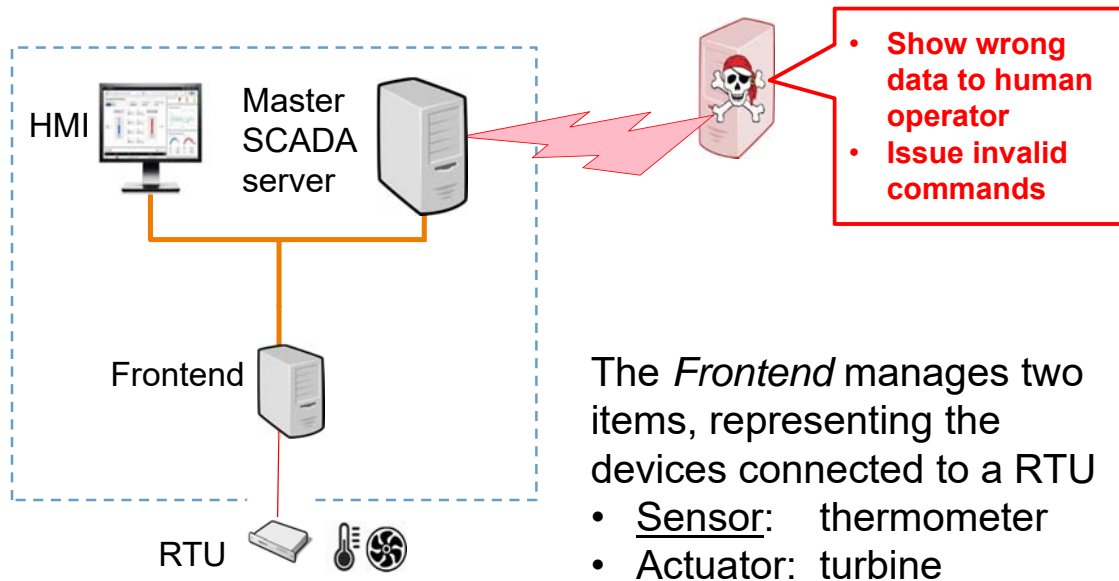 HMI
Master
SCADA
server
• Show wrong
data to human
operator
• Issue invalid
commands
Frontend
The Frontend manages two
items, representing the
devices connected to a RTU
• Sensor: thermometer
• Actuator: turbine
RTU